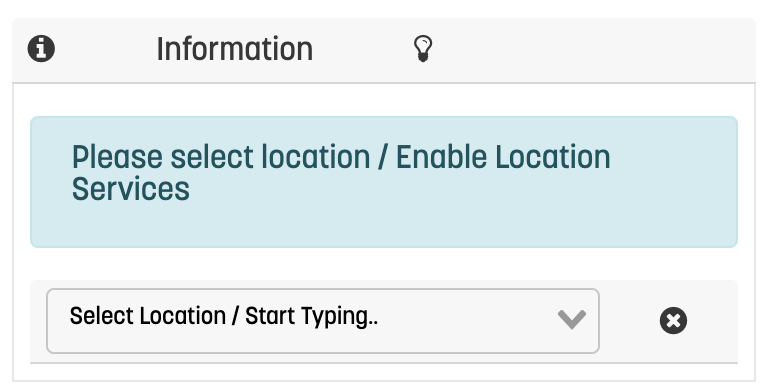 Information
Please select location / Enable Location
Services
Select Location / Start Typing..